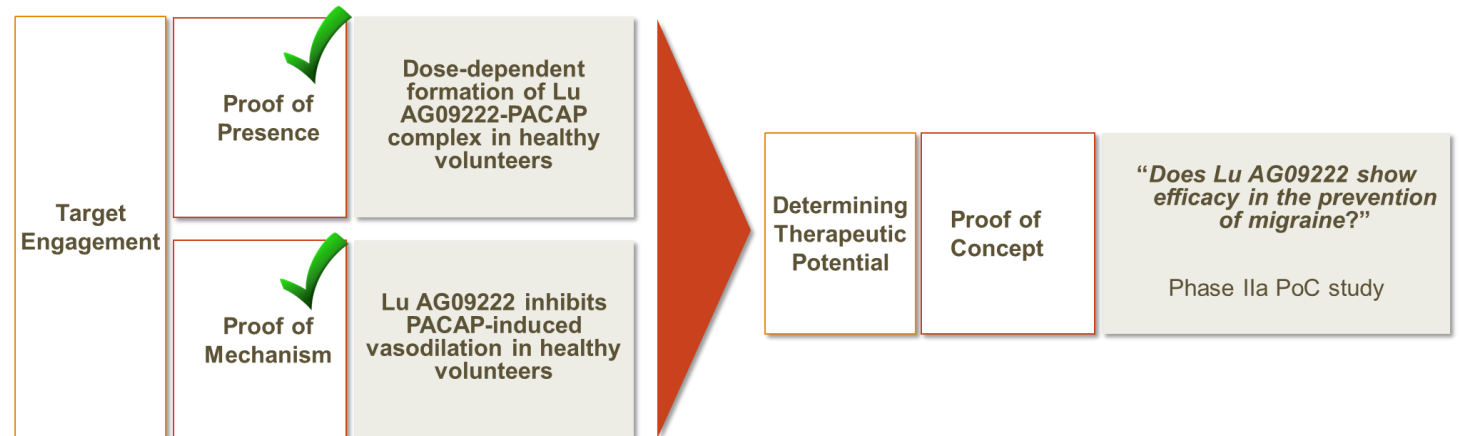 Target
Engagement
Proof of
Presence
Dose-dependent
formation of Lu
AG09222-PACAP
complex in healthy
volunteers
Proof of
Mechanism
Lu AG09222 inhibits
PACAP-induced
vasodilation in healthy
volunteers
Determining
Therapeutic
Potential
Proof of
Concept
“Does Lu AG09222 show
efficacy in the prevention
of migraine?”
Phase IIa PoC study